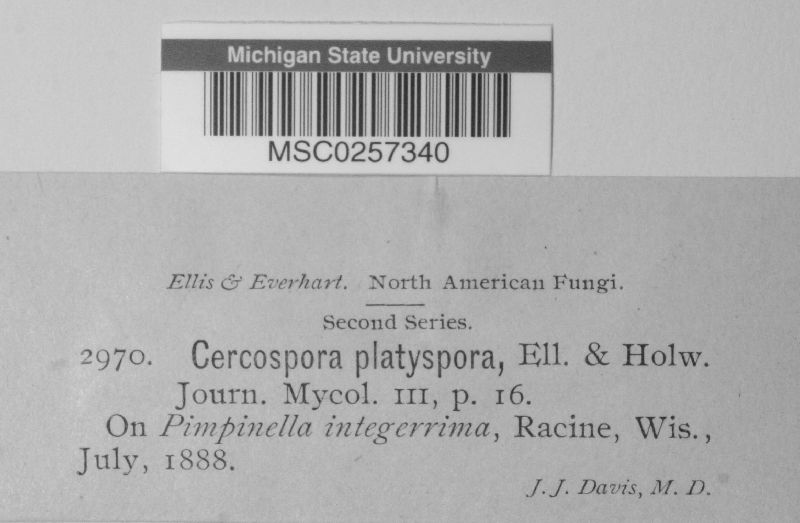 Michigan State University
MSC0257340
Ellis & Everhart. North American Fungi.
Second Series.
2970. Cercospora platyspora, Ell. & Holw.
Journ. Mycol. III, p. 16.
On Pimpinella integerrima, Racine, Wis.,
July, 1888.
J. J. Davis, M. D.